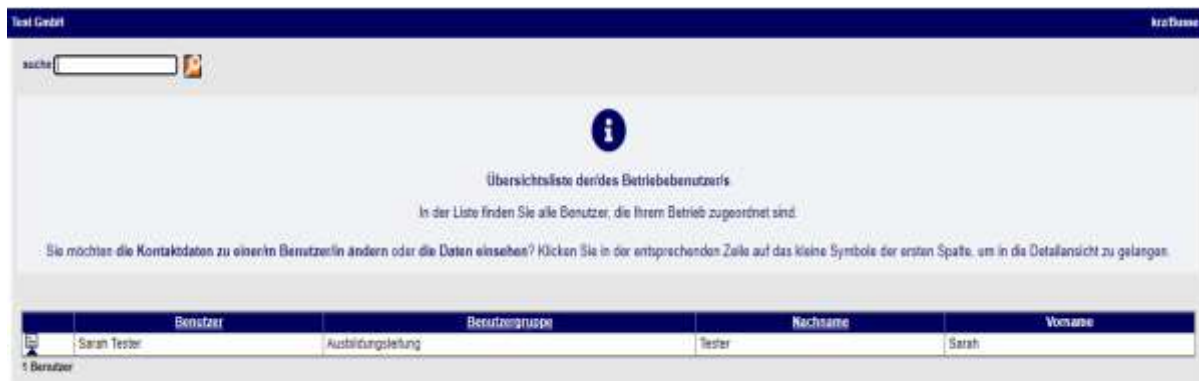 Test GmbH
krz/Busse
suche
Übersichtsliste der/des Betriebebenutzer/s
In der Liste finden Sie alle Benutzer, die Ihrem Betrieb zugeordnet sind.
Sie möchten die Kontaktdaten zu einer/m Benutzer/in ändern oder die Daten einsehen? Klicken Sie in der entsprechenden Zeile auf das kleine Symbole der ersten Spalte, um in die Detailansicht zu gelangen.
Benutzer Benutzergruppe Nachname Vorname
Sarah Tester Ausbildungsleitung Tester Sarah
1 Benutzer